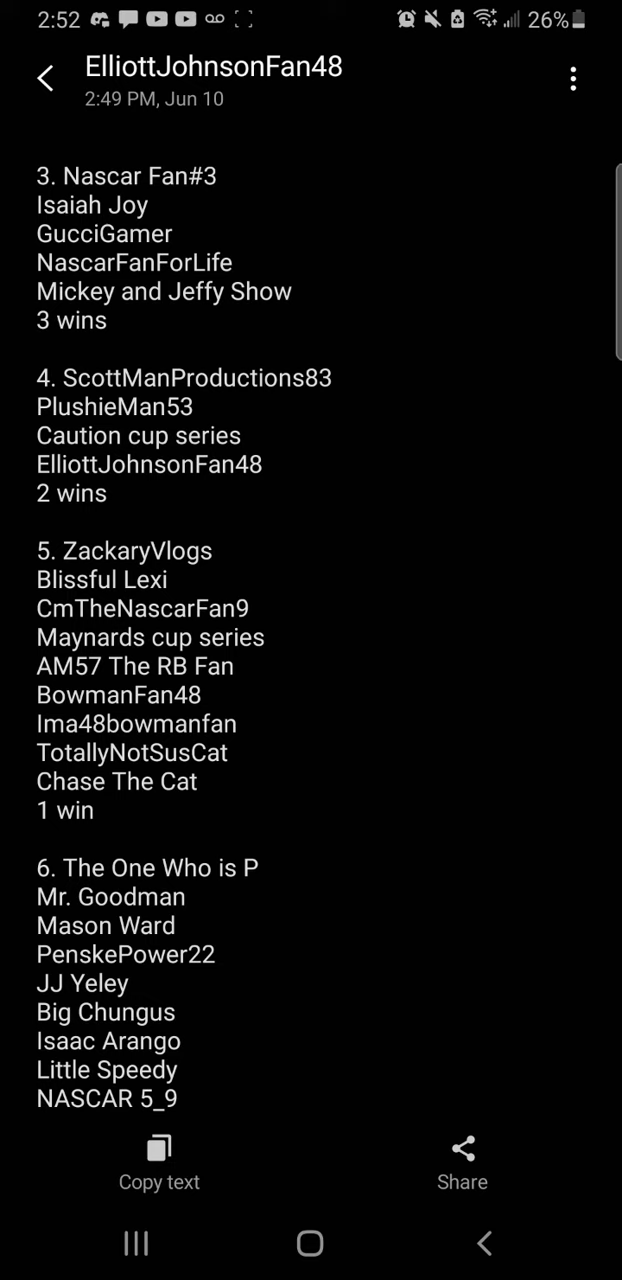 2:52
26%
ElliottJohnsonFan48
2:49 PM, Jun 10
3. Nascar Fan#3
Isaiah Joy
GucciGamer
NascarFanForLife
Mickey and Jeffy Show
3 wins
4. ScottManProductions83
PlushieMan53
Caution cup series
ElliottJohnsonFan48
2 wins
5. ZackaryVlogs
Blissful Lexi
CmTheNascarFan9
Maynards cup series
AM57 The RB Fan
BowmanFan48
Ima48bowmanfan
TotallyNotSusCat
Chase The Cat
1 win
6. The One Who is P
Mr. Goodman
Mason Ward
PenskePower22
JJ Yeley
Big Chungus
Isaac Arango
Little Speedy
NASCAR 5_9
Copy text
Share